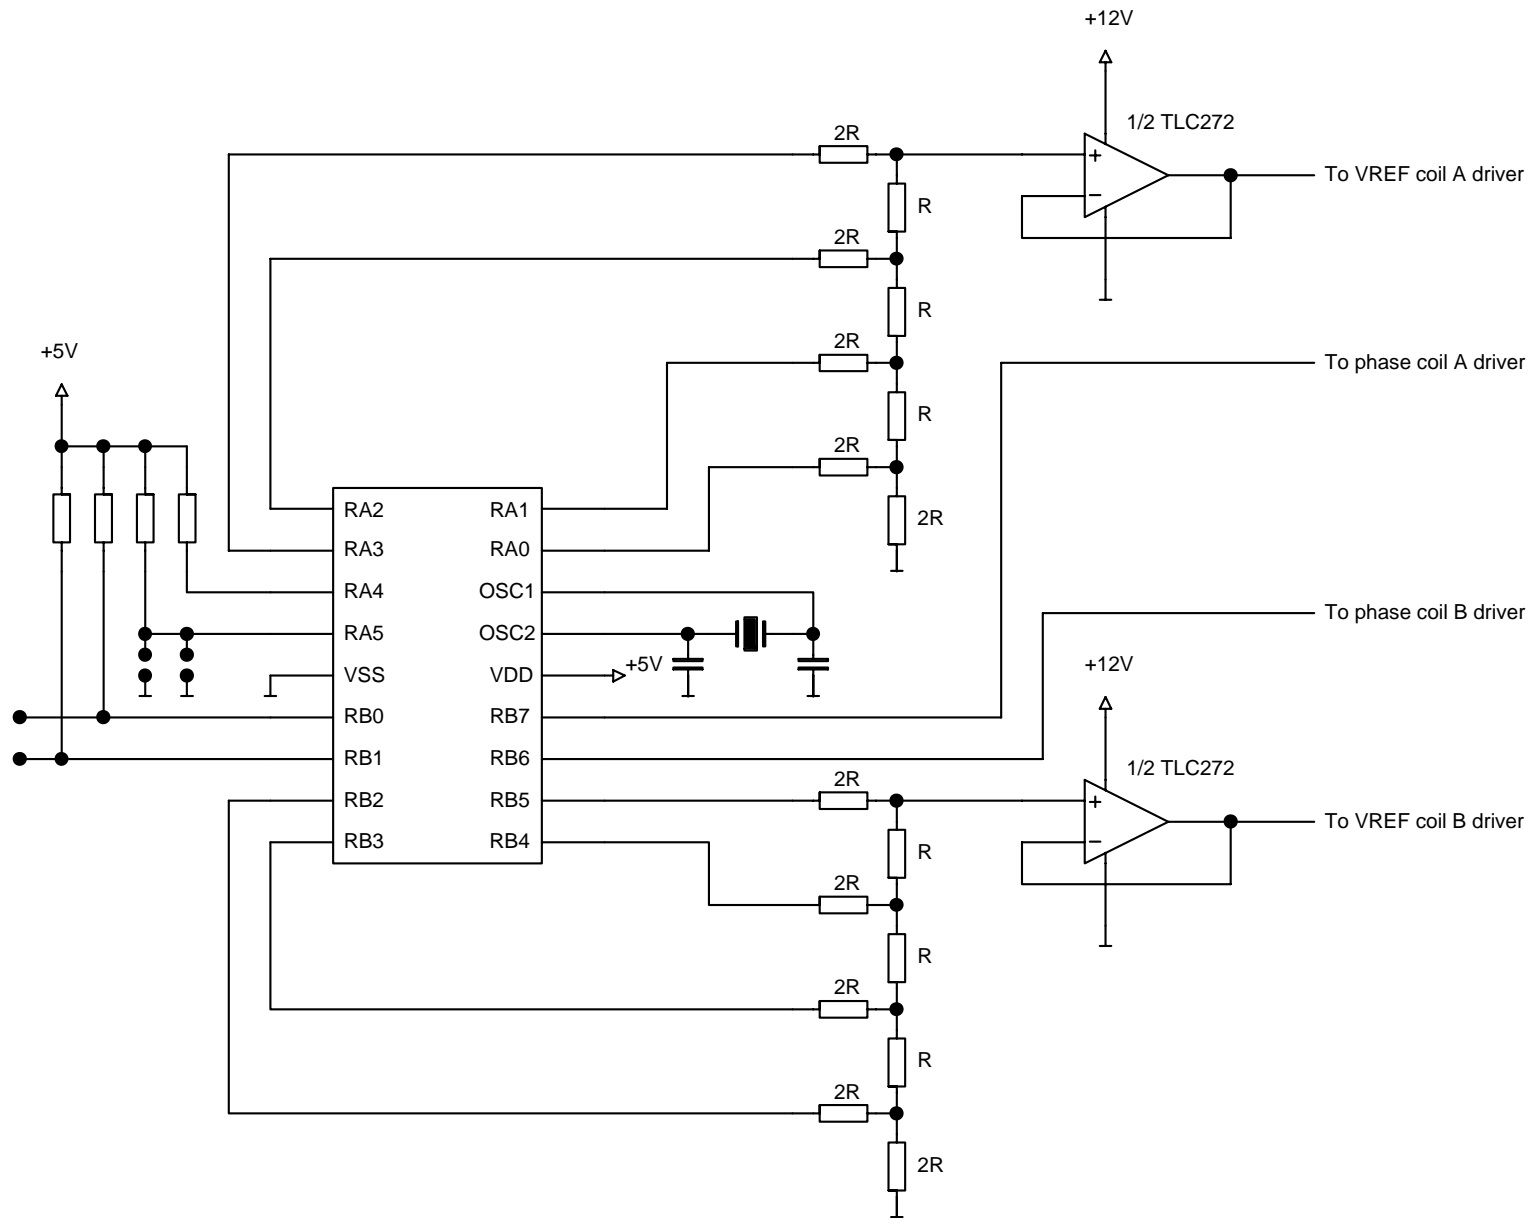 +12V
1/2 TLC272
2R
To VREF coil A driver
R
2R
R
+5V
2R
To phase coil A driver
R
2R
RA2 RA1
2R
RA3 RA0
RA4 OSC1
To phase coil B driver
RA5 OSC2
+12V
VSS VDD +5V
RB0 RB7
RB1 RB6
1/2 TLC272
2R
RB2 RB5
To VREF coil B driver
RB3 RB4
R
2R
R
2R
R
2R
2R
+
−
+
−